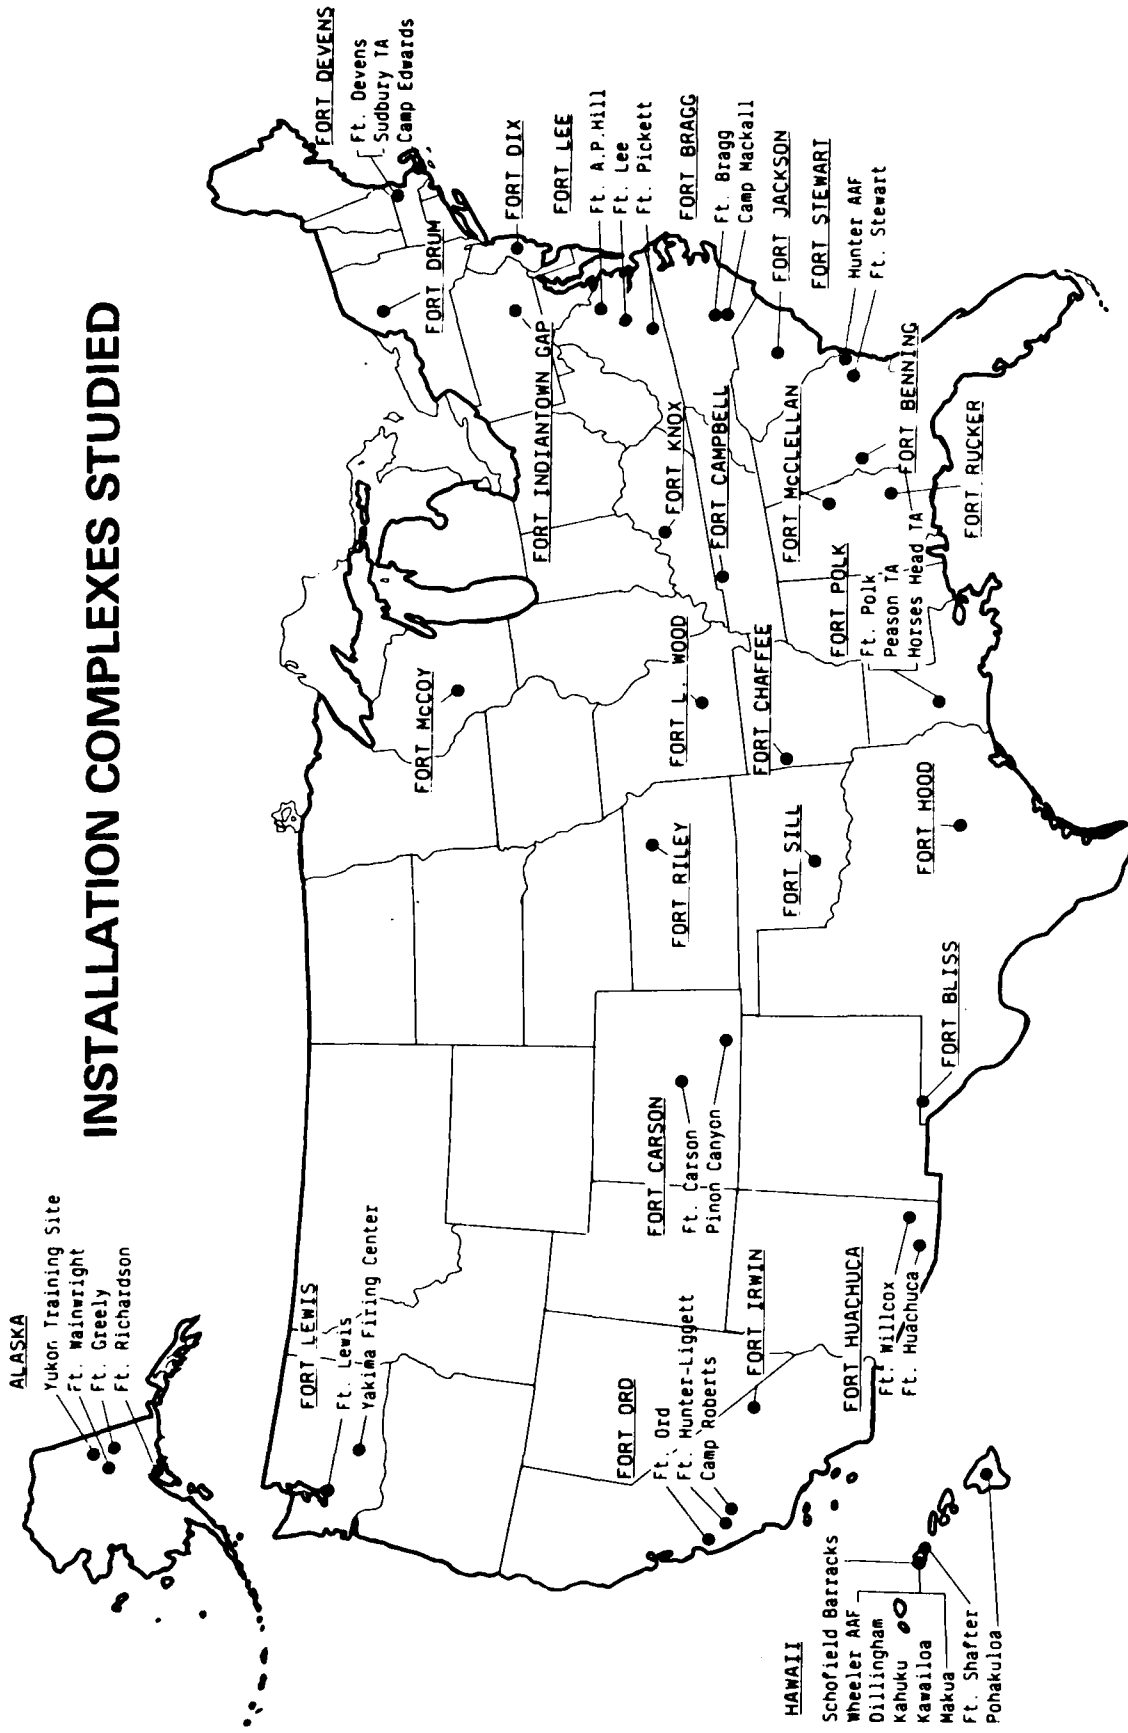 INSTALLATION COMPLEXES STUDIED
ALASKA
Yukon Training Site
Ft. Wainwright
Ft. Greely
Ft. Richardson
FORT LEWIS
Ft. Lewis
Yakima Firing Center
FORT ORD
Ft. Ord
Ft. Hunter-Liggett
Camp Roberts
FORT IRWIN
FORT HUACHUCA
Ft. Willcox
Ft. Huachuca
HAWAII
Schofield Barracks
Wheeler AAF
Dillingham
Kahuku
Kawailoa
Makua
Ft. Shafter
Pohakuloa
FORT CARSON
Ft. Carson
Pinon Canyon
FORT BLISS
FORT RILEY
FORT SILL
FORT HOOD
FORT McCOY
FORT L. WOOD
FORT CHAFFEE
FORT POLK
Ft. Polk
Peason TA
Horses Head TA
FORT INDIANTOWN GAP
FORT KNOX
FORT CAMPBELL
FORT McCLELLAN
FORT BENNING
FORT RUCKER
FORT DRUM
FORT DEVENS
Ft. Devens
Sudbury TA
Camp Edwards
FORT DIX
FORT LEE
Ft. A.P.Hill
Ft. Lee
Ft. Pickett
FORT BRAGG
Ft. Bragg
Camp Mackall
FORT JACKSON
FORT STEWART
Hunter AAF
Ft. Stewart